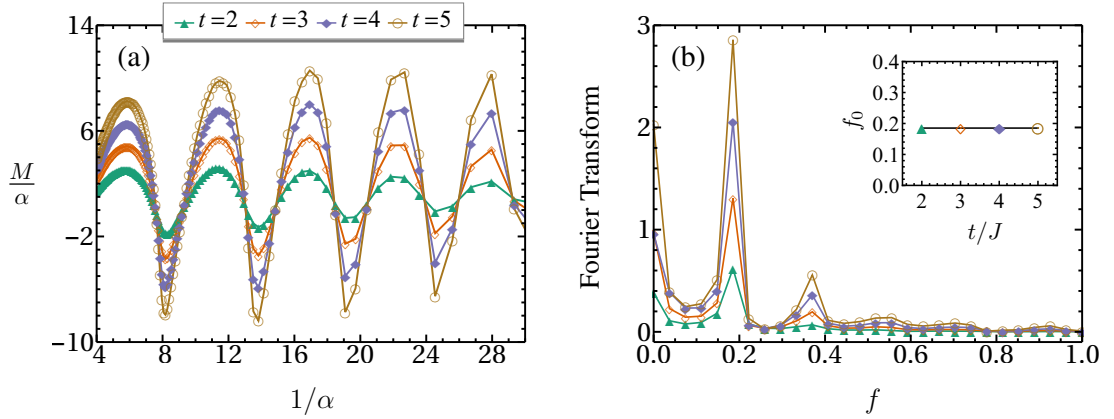 t = 2 t = 3 t = 4 t = 5
(a)
14
6
−2
−10
M/α
4 8 12 16 20 24 28
1/α
(b)
3
2
1
0
Fourier Transform
0.0 0.2 0.4 0.6 0.8 1.0
f
0.4
0.3
0.2
0.1
0.0
f₀
2 3 4 5
t/J